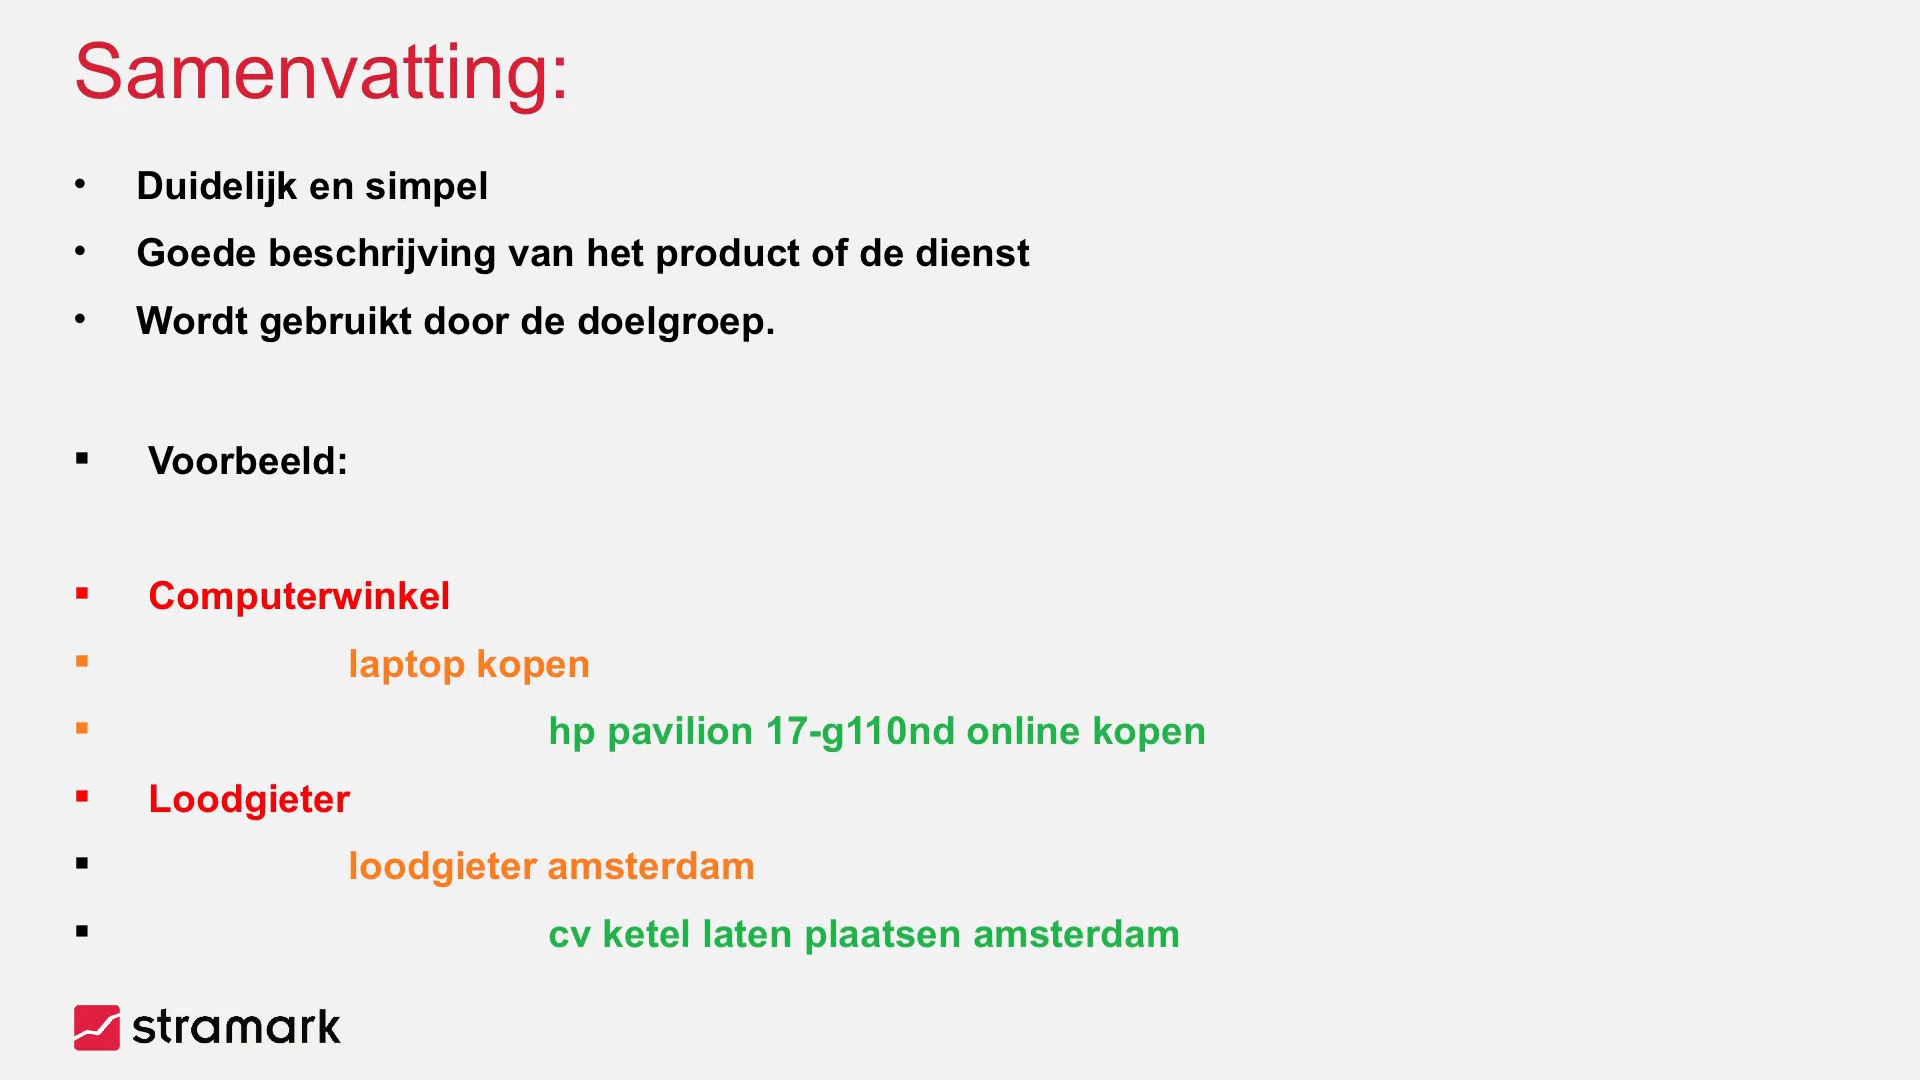 Samenvatting:
• Duidelijk en simpel
• Goede beschrijving van het product of de dienst
• Wordt gebruikt door de doelgroep.
▪ Voorbeeld:
▪ Computerwinkel
▪ laptop kopen
▪ hp pavilion 17-g110nd online kopen
▪ Loodgieter
▪ loodgieter amsterdam
▪ cv ketel laten plaatsen amsterdam
stramark